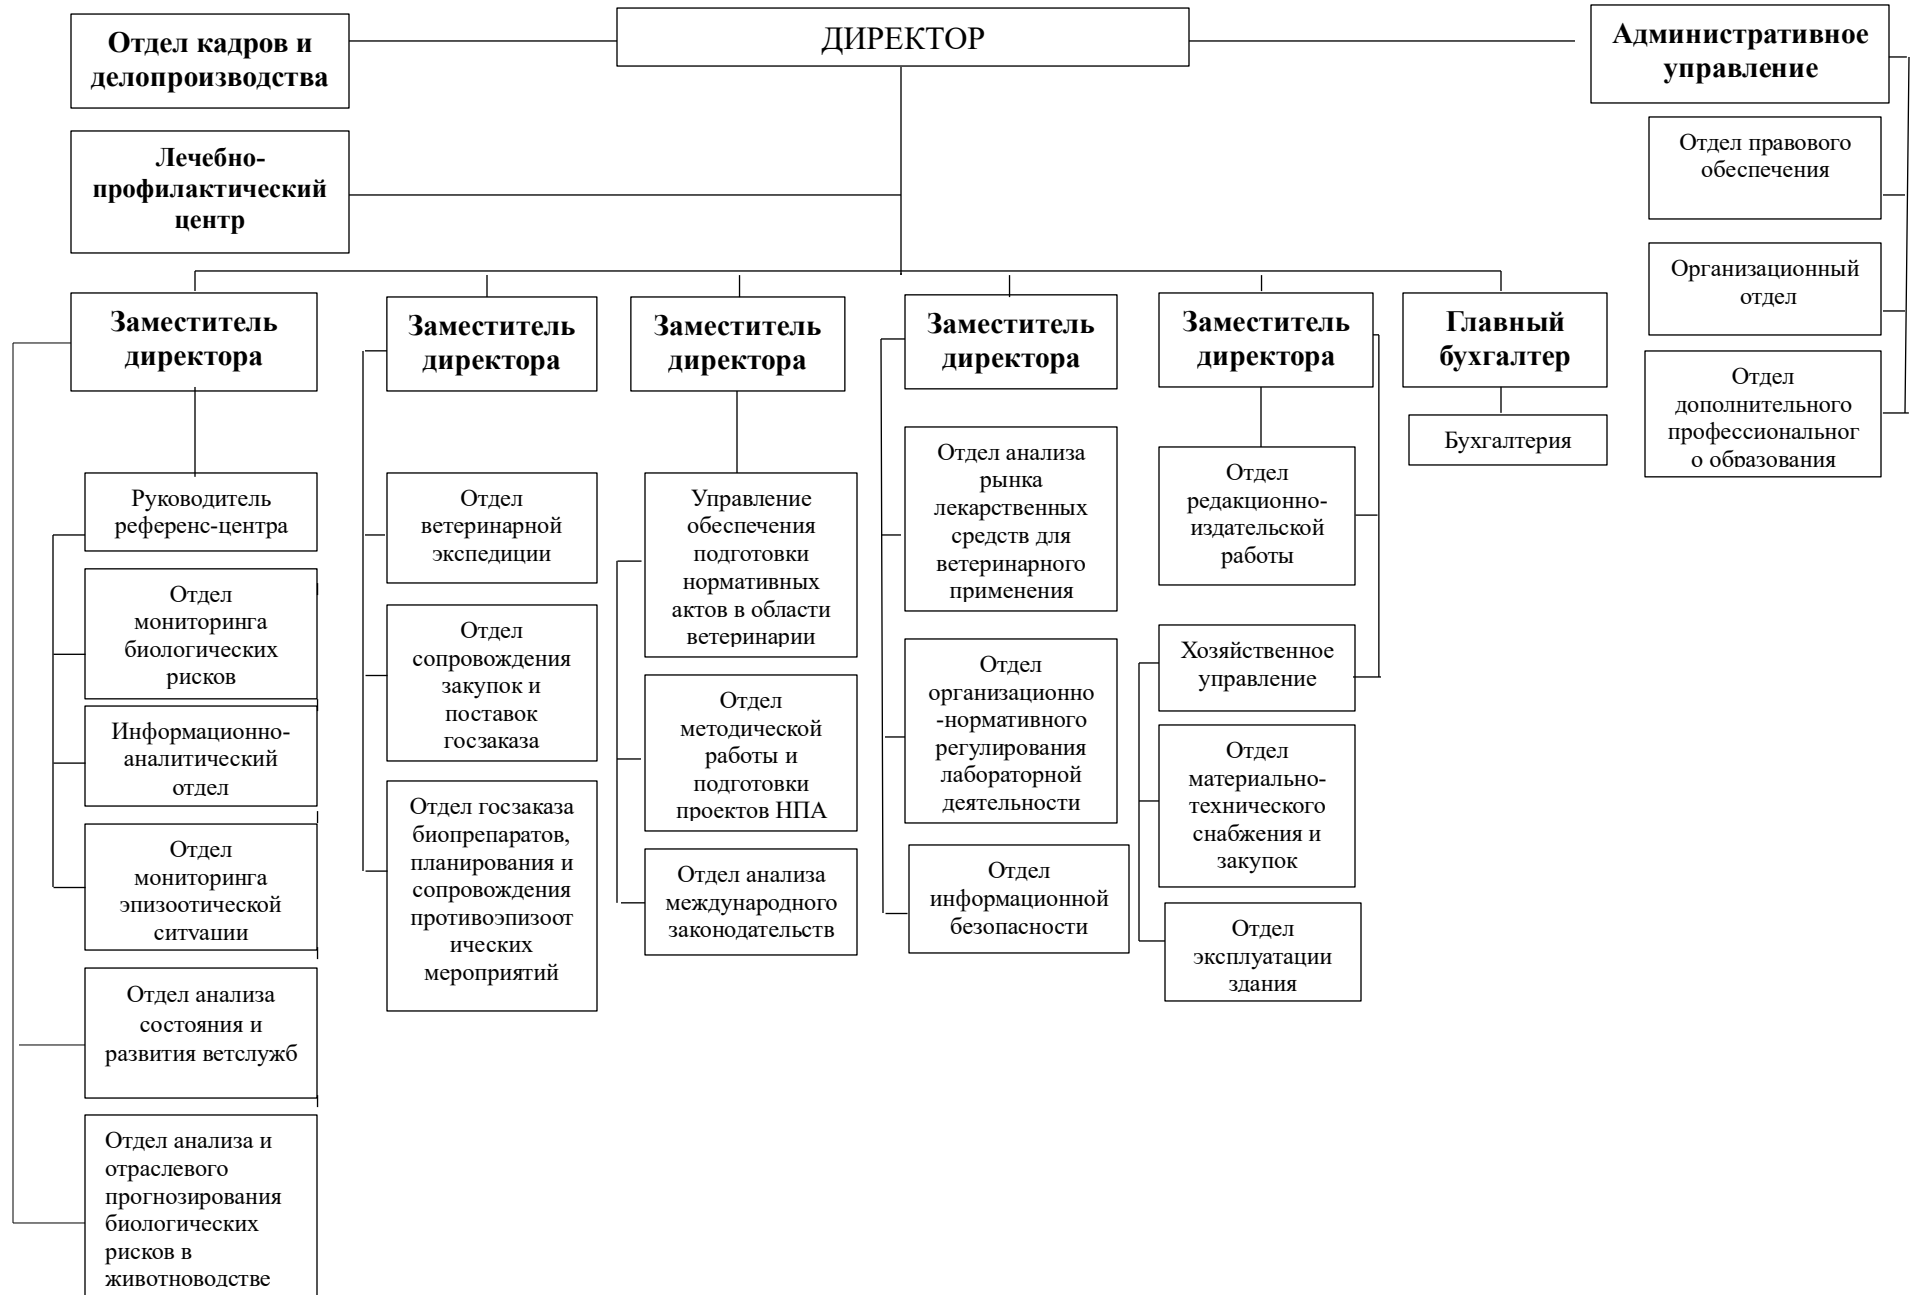 Отдел кадров и
делопроизводства
ДИРЕКТОР
Административное
управление
Лечебно-
профилактический
центр
Отдел правового
обеспечения
Организационный
отдел
Отдел
дополнительного
профессиональног
о образования
Заместитель
директора
Заместитель
директора
Заместитель
директора
Заместитель
директора
Заместитель
директора
Главный
бухгалтер
Бухгалтерия
Руководитель
референс-центра
Отдел
мониторинга
биологических
рисков
Информационно-
аналитический
отдел
Отдел
мониторинга
эпизоотической
ситуации
Отдел анализа
состояния и
развития ветслужб
Отдел анализа и
отраслевого
прогнозирования
биологических
рисков в
животноводстве
Отдел
ветеринарной
экспедиции
Отдел
сопровождения
закупок и
поставок
госзаказа
Отдел госзаказа
биопрепаратов,
планирования и
сопровождения
противоэпизоот
ических
мероприятий
Управление
обеспечения
подготовки
нормативных
актов в области
ветеринарии
Отдел
методической
работы и
подготовки
проектов НПА
Отдел анализа
международного
законодательств
Отдел анализа
рынка
лекарственных
средств для
ветеринарного
применения
Отдел
организационно
-нормативного
регулирования
лабораторной
деятельности
Отдел
информационной
безопасности
Отдел
редакционно-
издательской
работы
Хозяйственное
управление
Отдел
материально-
технического
снабжения и
закупок
Отдел
эксплуатации
здания